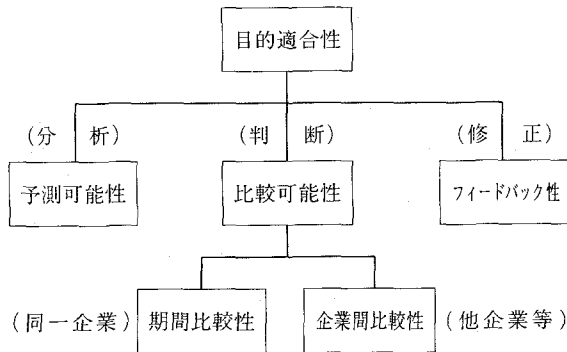 目的適合性
(分析) (判断) (修正)
予測可能性 比較可能性 フィードバック性
(同一企業) 期間比較性 企業間比較性 (他企業等)